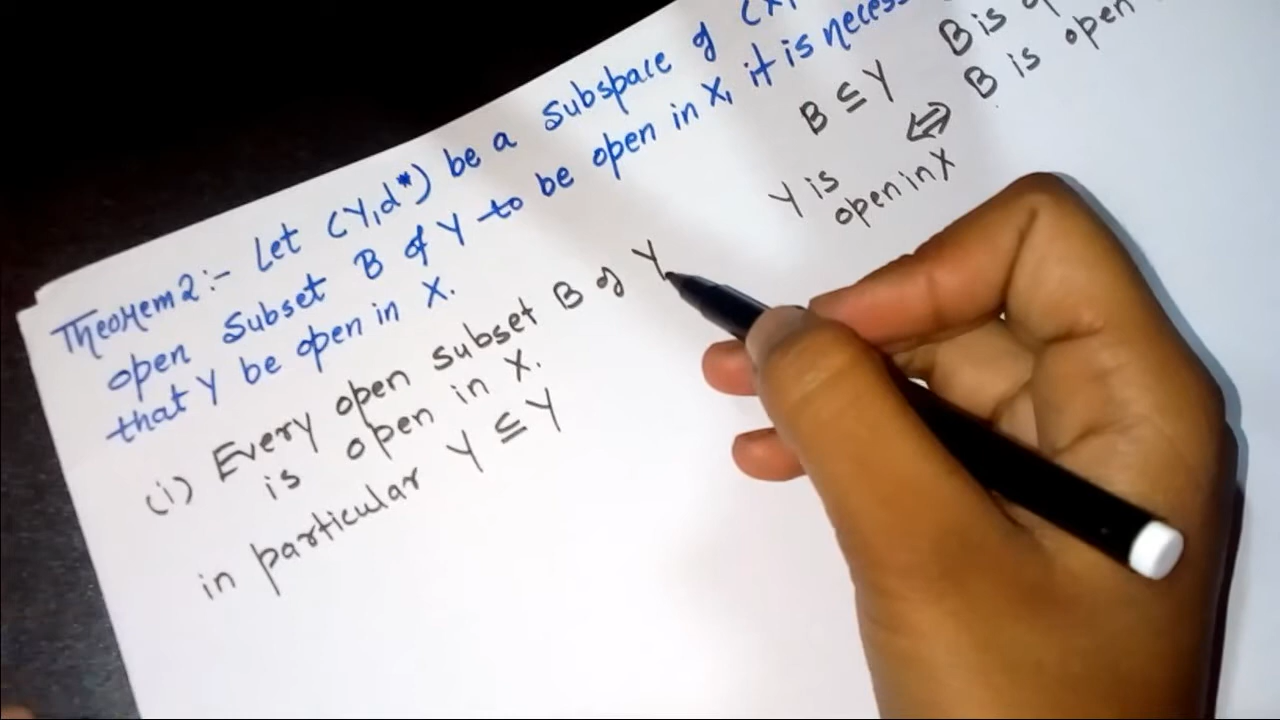 Theorem 2:- Let (Y,d*) be a subspace of (X,
open subset B of Y to be open in X, it is necess
that Y be open in X.
B ⊆ Y B is
⇔ B is open
Y is
open in X
(i) Every open subset B of Y
is open in X.
in particular Y ⊆ Y